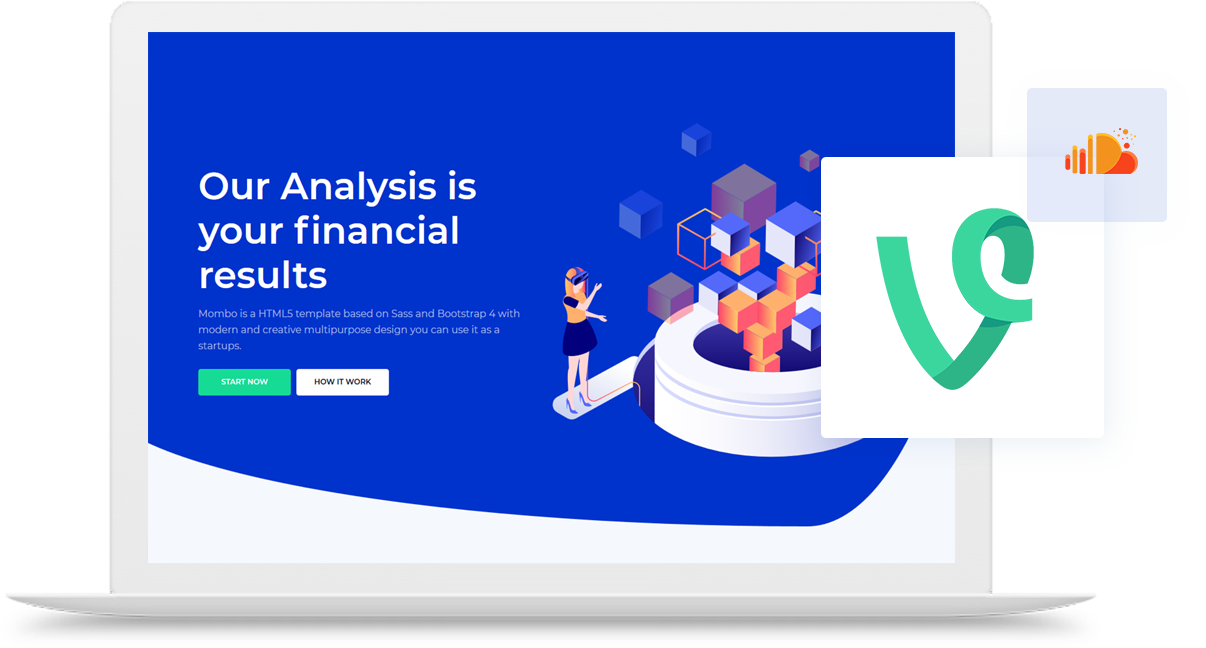 Our Analysis is
your financial
results
Mombo is a HTML5 template based on Sass and Bootstrap 4 with
modern and creative multipurpose design you can use it as a
startups.
START NOW
HOW IT WORK